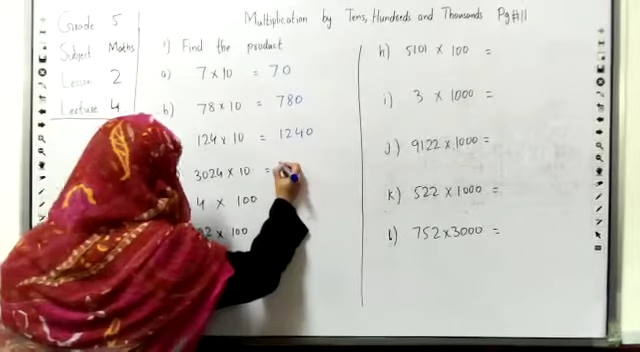 Grade 5
Subject Maths
Lesson 2
Lecture 4
Multiplication by Tens, Hundreds and Thousands Pg#11
1) Find the product
a) 7 × 10 = 70
b) 78 × 10 = 780
124 × 10 = 1240
3024 × 10 =
4 × 100
2 × 100
h) 5101 × 100 =
i) 3 × 1000 =
j) 9122 × 1000 =
k) 522 × 1000 =
l) 752 × 3000 =